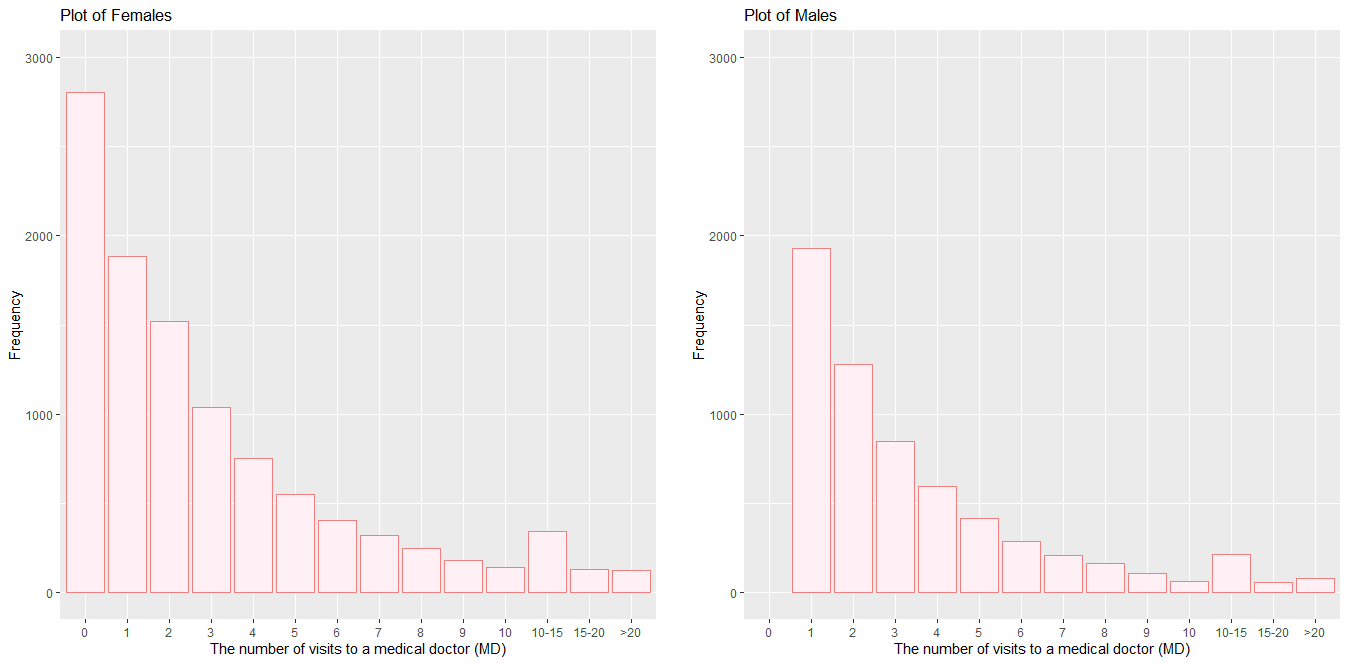 Plot of Females
3000
2000
1000
0
Frequency
0 1 2 3 4 5 6 7 8 9 10 10-15 15-20 >20
The number of visits to a medical doctor (MD)
Plot of Males
3000
2000
1000
0
Frequency
0 1 2 3 4 5 6 7 8 9 10 10-15 15-20 >20
The number of visits to a medical doctor (MD)